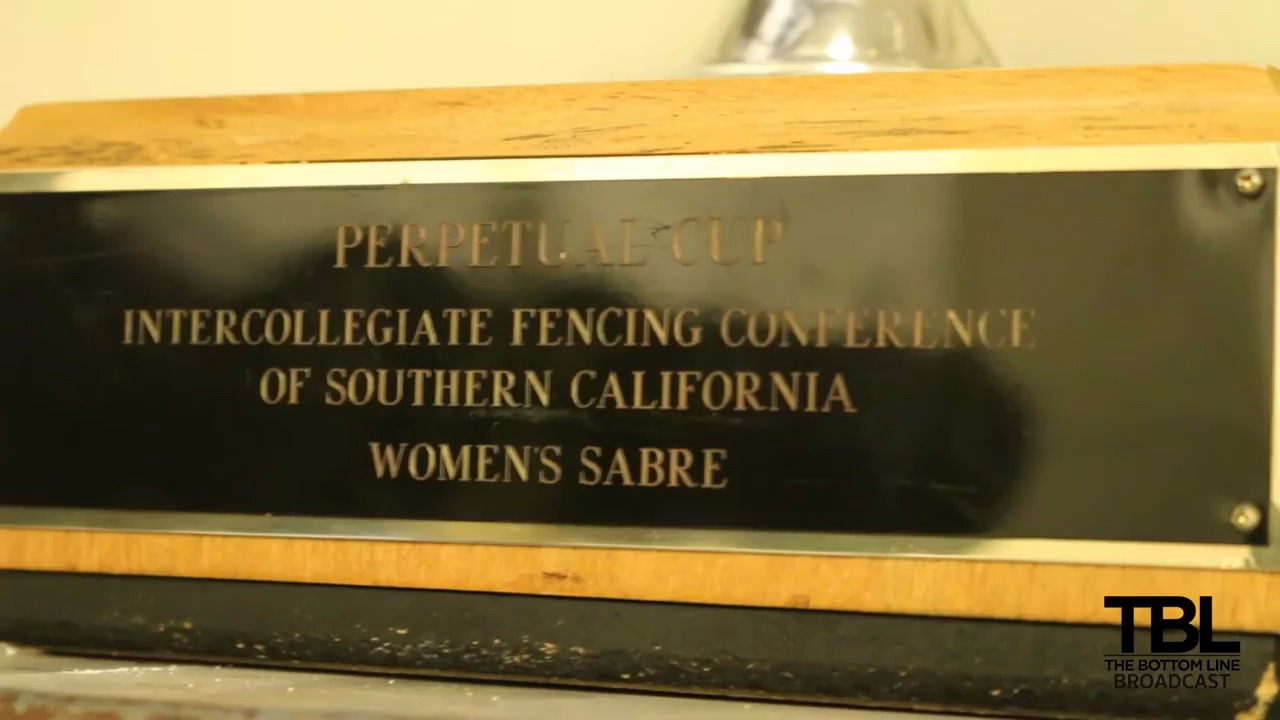 PERPETUAL CUP
INTERCOLLEGIATE FENCING CONFERENCE
OF SOUTHERN CALIFORNIA
WOMEN'S SABRE
TBL
THE BOTTOM LINE
BROADCAST